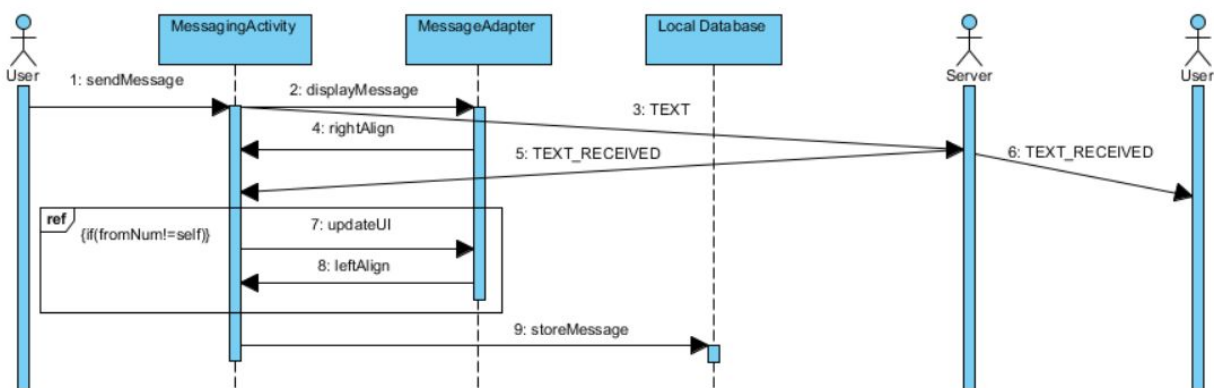 MessagingActivity
MessageAdapter
Local Database
User
Server
User
1: sendMessage
2: displayMessage
3: TEXT
4: rightAlign
5: TEXT_RECEIVED
6: TEXT_RECEIVED
ref
{if(fromNum!=self)}
7: updateUI
8: leftAlign
9: storeMessage